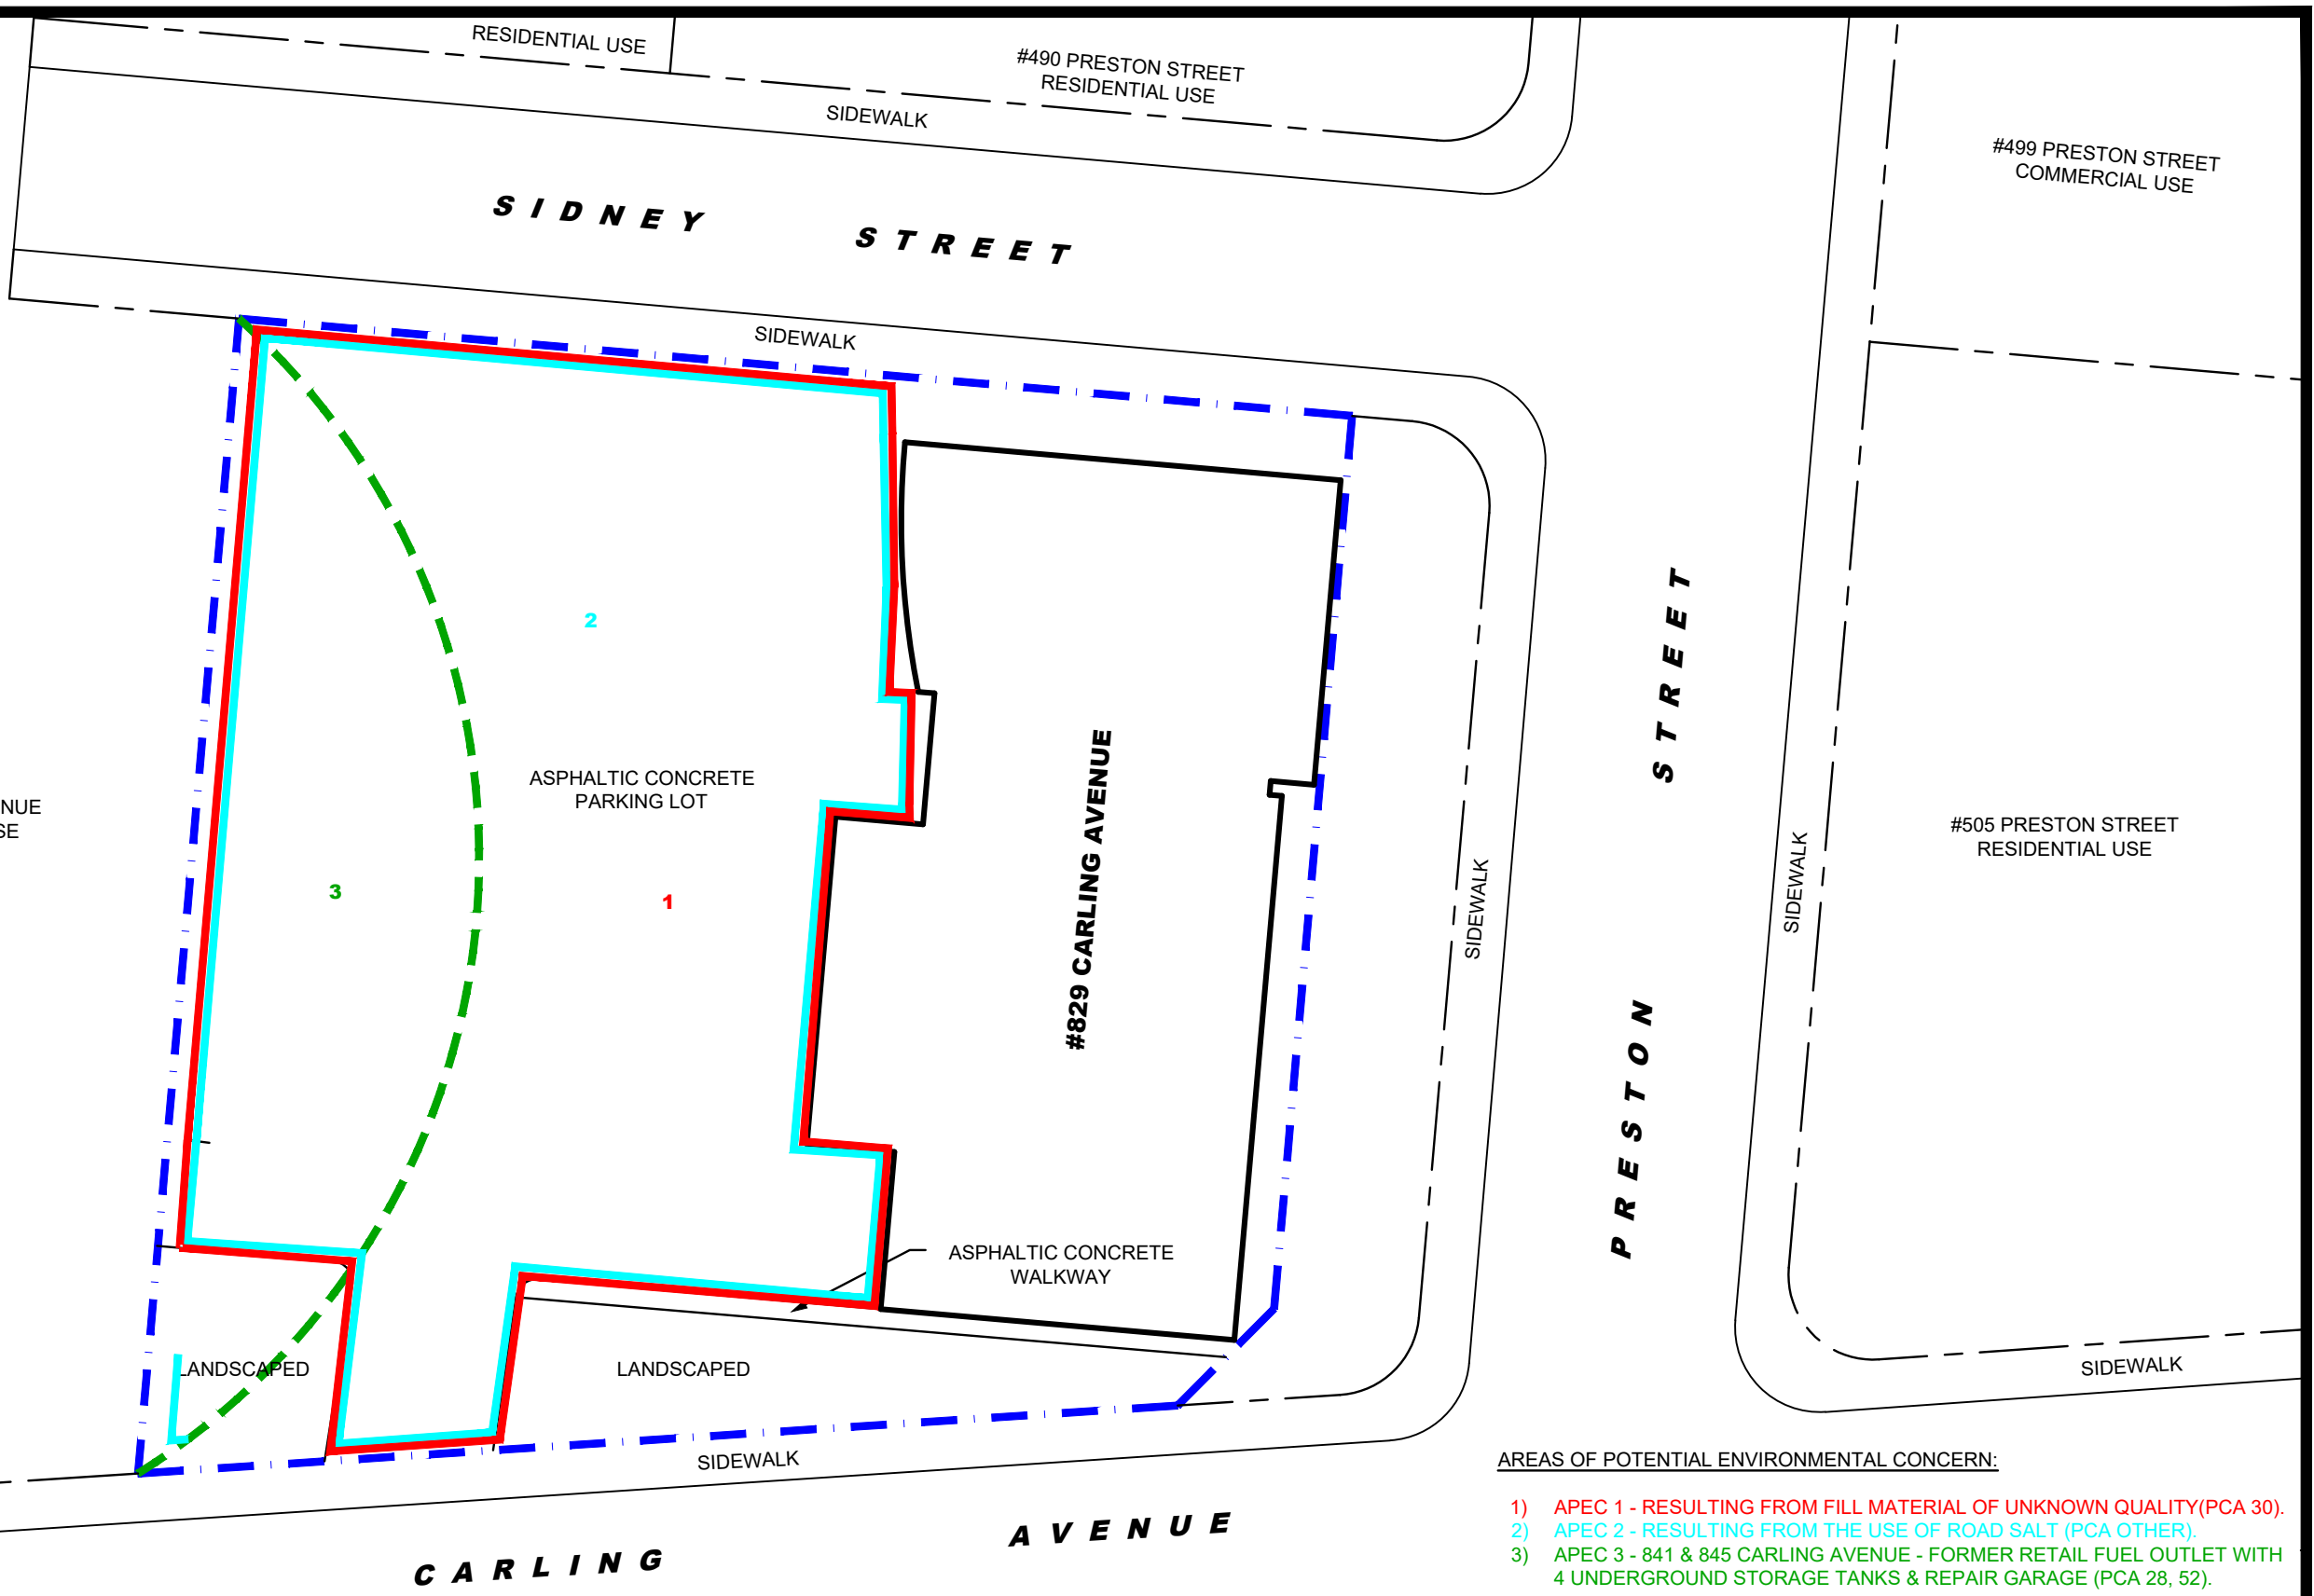 RESIDENTIAL USE
#490 PRESTON STREET
RESIDENTIAL USE
SIDEWALK
#499 PRESTON STREET
COMMERCIAL USE
SIDNEY STREET
SIDEWALK
2
ASPHALTIC CONCRETE
PARKING LOT
NUE
SE
3
1
#829 CARLING AVENUE
SIDEWALK
PRESTON STREET
SIDEWALK
#505 PRESTON STREET
RESIDENTIAL USE
ASPHALTIC CONCRETE
WALKWAY
LANDSCAPED
LANDSCAPED
SIDEWALK
SIDEWALK
CARLING AVENUE
AREAS OF POTENTIAL ENVIRONMENTAL CONCERN:
1) APEC 1 - RESULTING FROM FILL MATERIAL OF UNKNOWN QUALITY(PCA 30).
2) APEC 2 - RESULTING FROM THE USE OF ROAD SALT (PCA OTHER).
3) APEC 3 - 841 & 845 CARLING AVENUE - FORMER RETAIL FUEL OUTLET WITH
4 UNDERGROUND STORAGE TANKS & REPAIR GARAGE (PCA 28, 52).